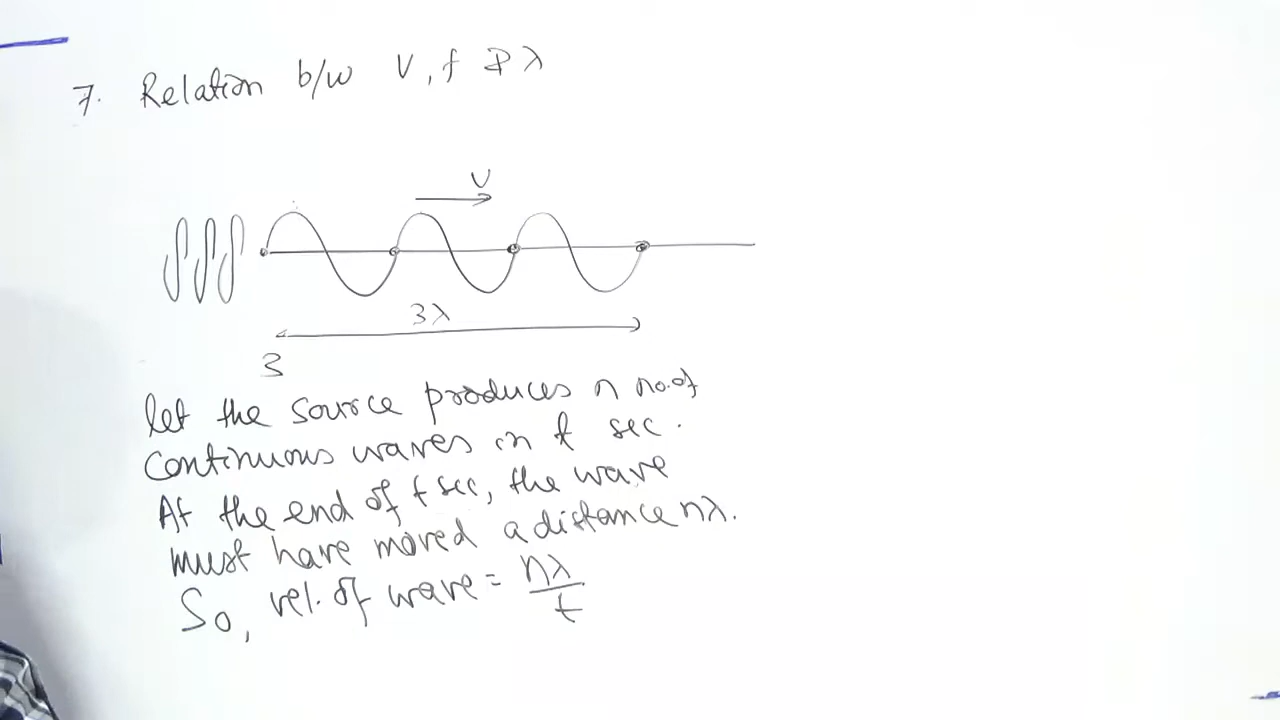 7. Relation b/w V, f & λ
V
3λ
3
let the source produces n no.of
continuous waves in t sec.
At the end of t sec, the wave
must have moved a distance nλ.
So, vel. of wave = nλ/t